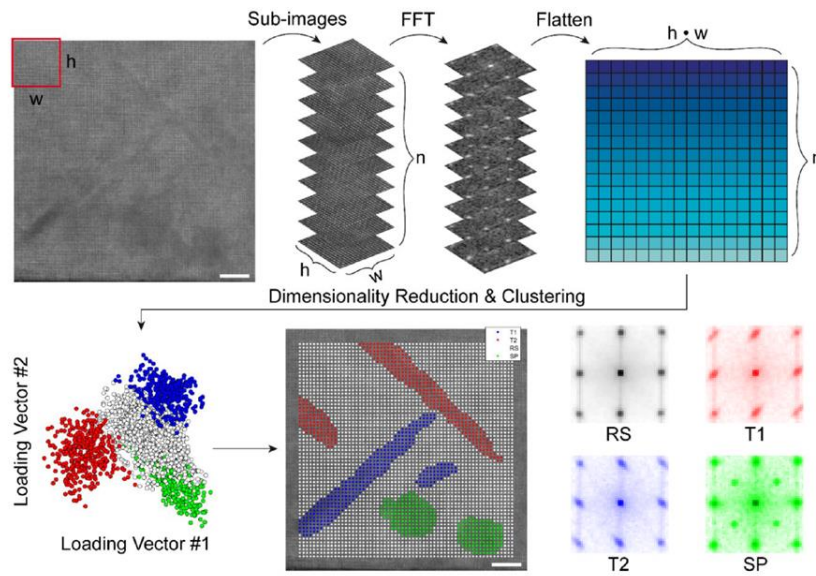 Sub-images
FFT
Flatten
h • w
h
w
n
n
h
w
Dimensionality Reduction & Clustering
Loading Vector #2
Loading Vector #1
T1
T2
RS
SP
RS
T1
T2
SP